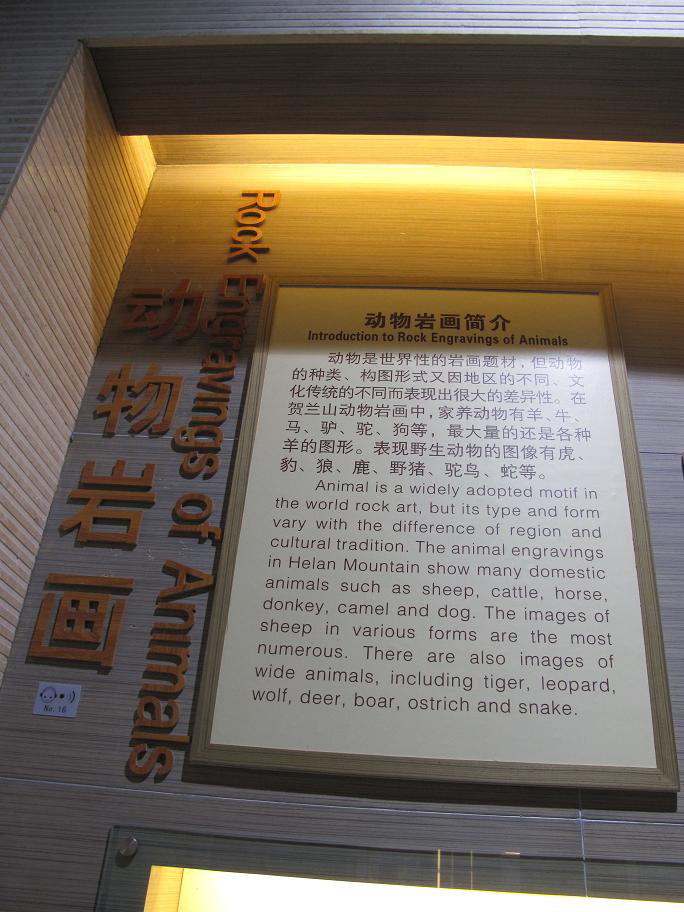 Rock Engravings of Animals
动物岩画
动物岩画简介
Introduction to Rock Engravings of Animals
动物是世界性的岩画题材，但动物
的种类、构图形式又因地区的不同、文
化传统的不同而表现出很大的差异性。在
贺兰山动物岩画中，家养动物有羊、牛、
马、驴、驼、狗等，最大量的还是各种
羊的图形。表现野生动物的图像有虎、
豹、狼、鹿、野猪、驼鸟、蛇等。
Animal is a widely adopted motif in
the world rock art, but its type and form
vary with the difference of region and
cultural tradition. The animal engravings
in Helan Mountain show many domestic
animals such as sheep, cattle, horse,
donkey, camel and dog. The images of
sheep in various forms are the most
numerous. There are also images of
wide animals, including tiger, leopard,
wolf, deer, boar, ostrich and snake.
No.16